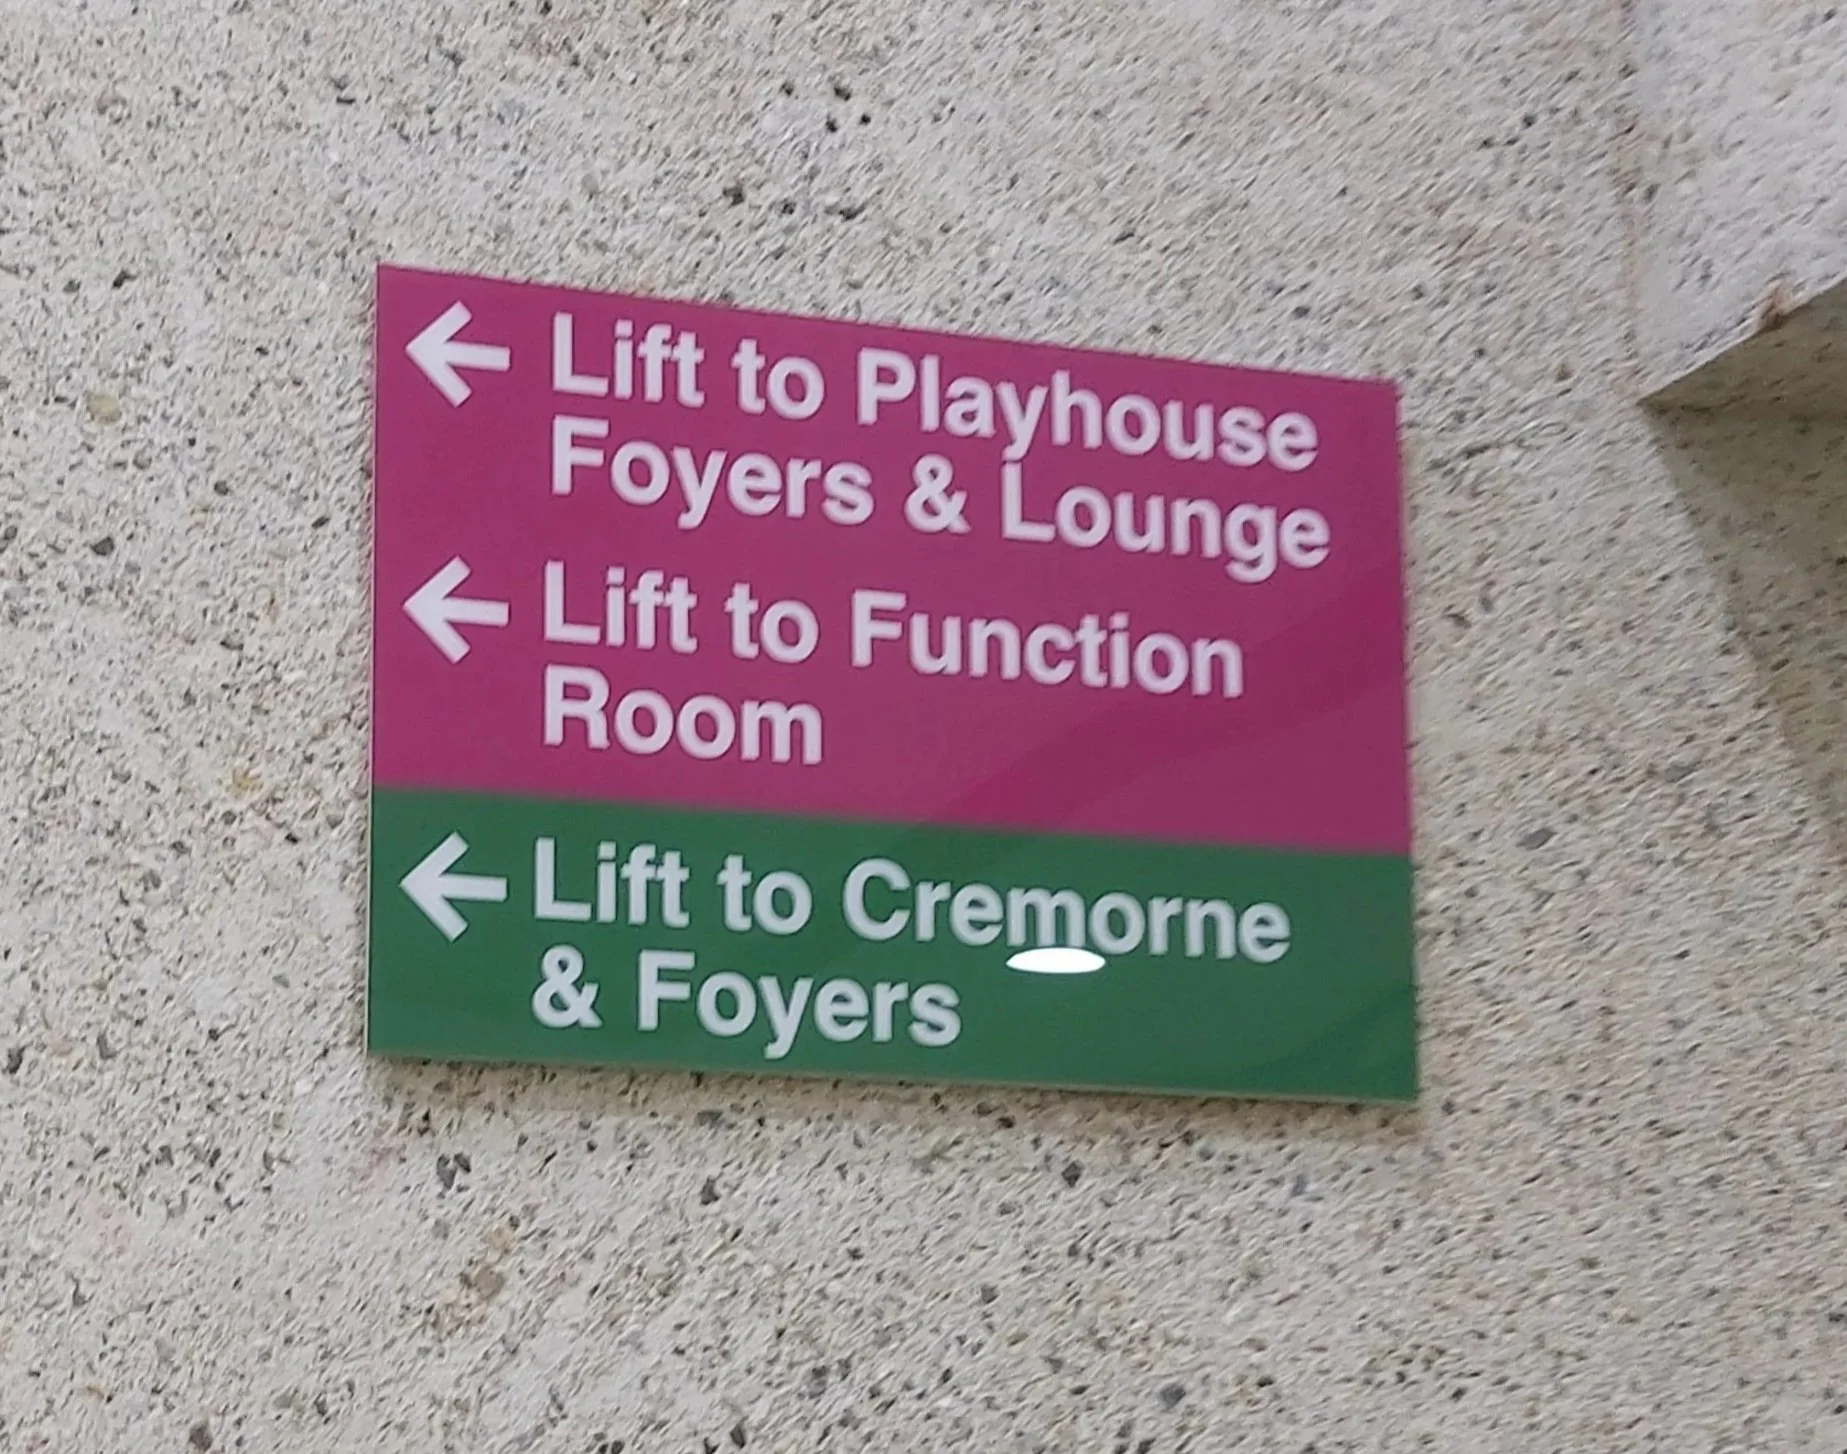 ← Lift to Playhouse
Foyers & Lounge
← Lift to Function
Room
← Lift to Cremorne
& Foyers